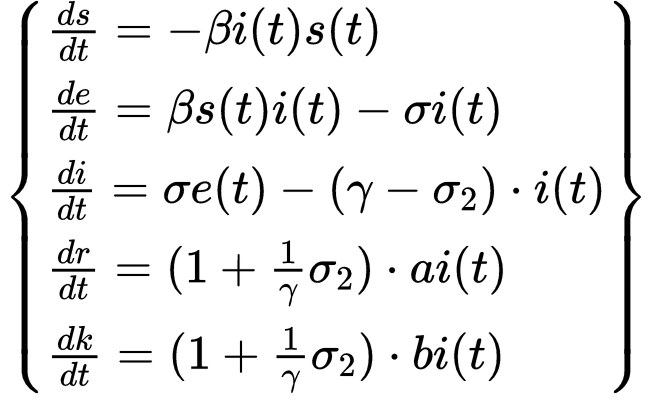 ds/dt = −βi(t)s(t)
de/dt = βs(t)i(t) − σi(t)
di/dt = σe(t) − (γ − σ₂) · i(t)
dr/dt = (1 + 1/γ σ₂) · ai(t)
dk/dt = (1 + 1/γ σ₂) · bi(t)